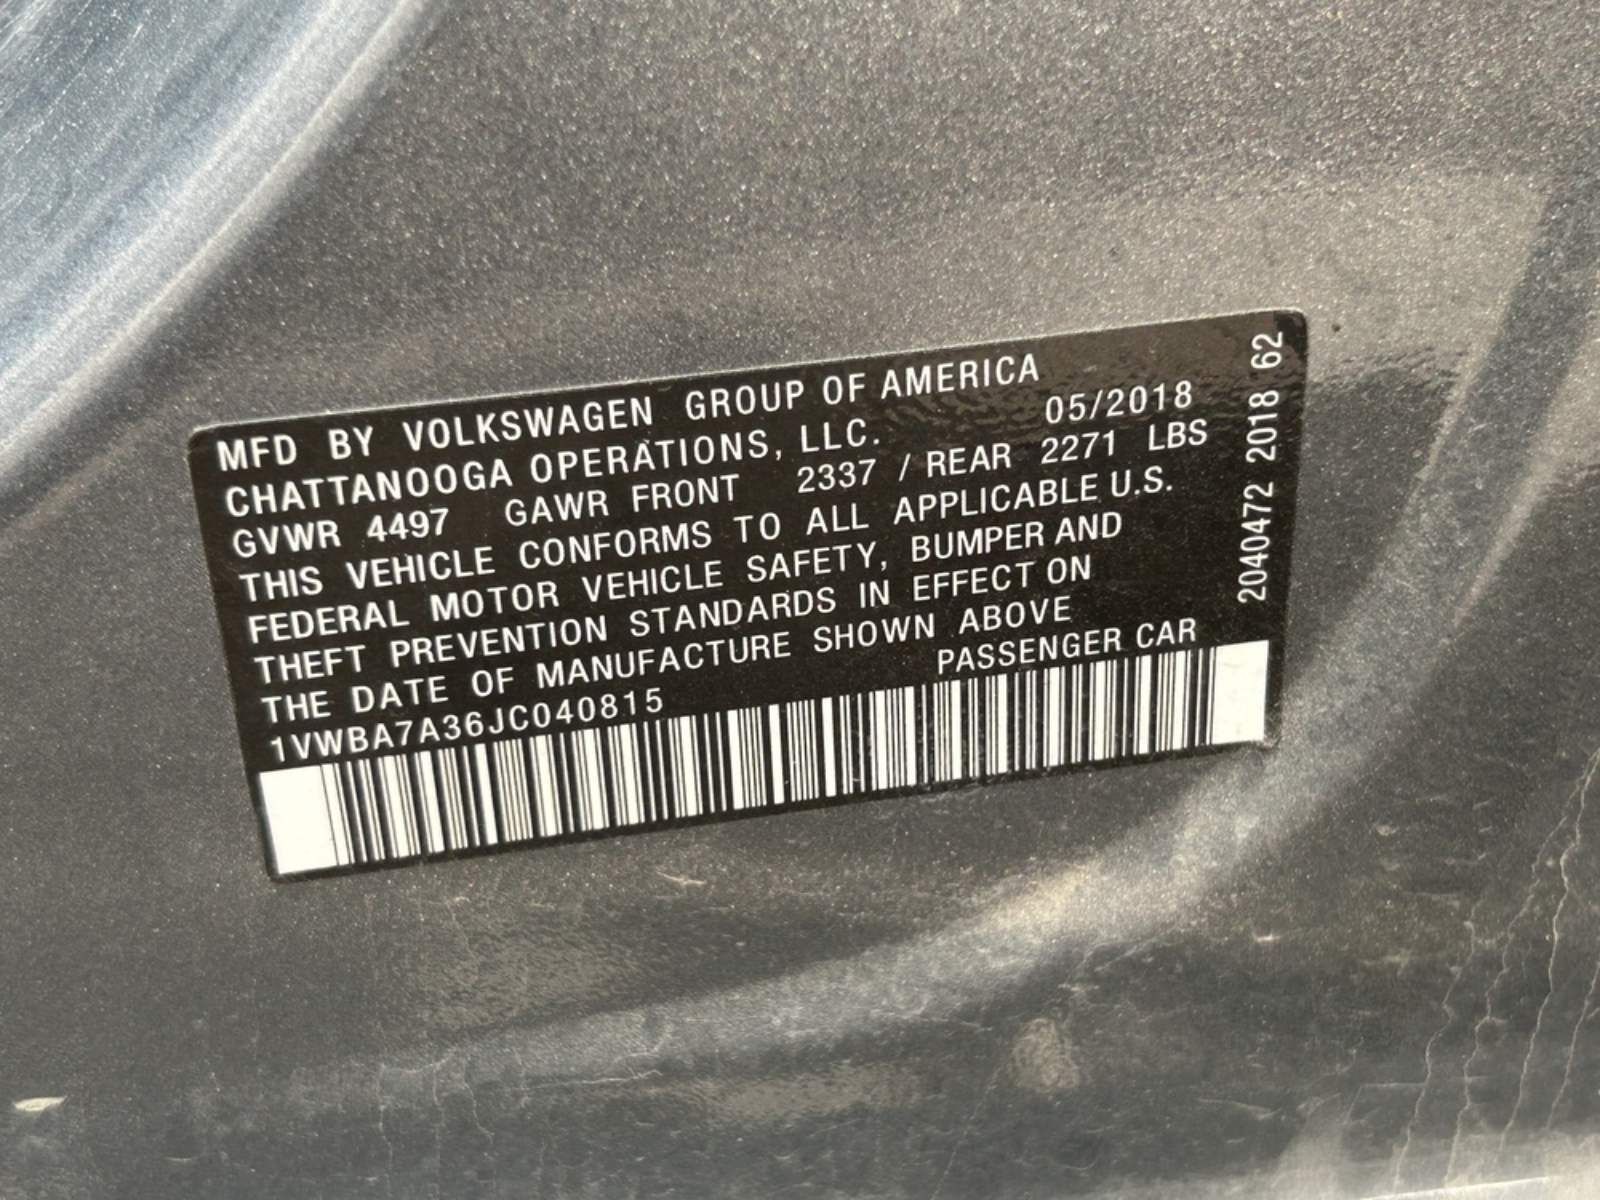 MFD BY VOLKSWAGEN GROUP OF AMERICA
CHATTANOOGA OPERATIONS, LLC. 05/2018
GVWR 4497 GAWR FRONT 2337 / REAR 2271 LBS
THIS VEHICLE CONFORMS TO ALL APPLICABLE U.S.
FEDERAL MOTOR VEHICLE SAFETY, BUMPER AND
THEFT PREVENTION STANDARDS IN EFFECT ON
THE DATE OF MANUFACTURE SHOWN ABOVE
1VWBA7A36JC040815 PASSENGER CAR
2040472 2018 62